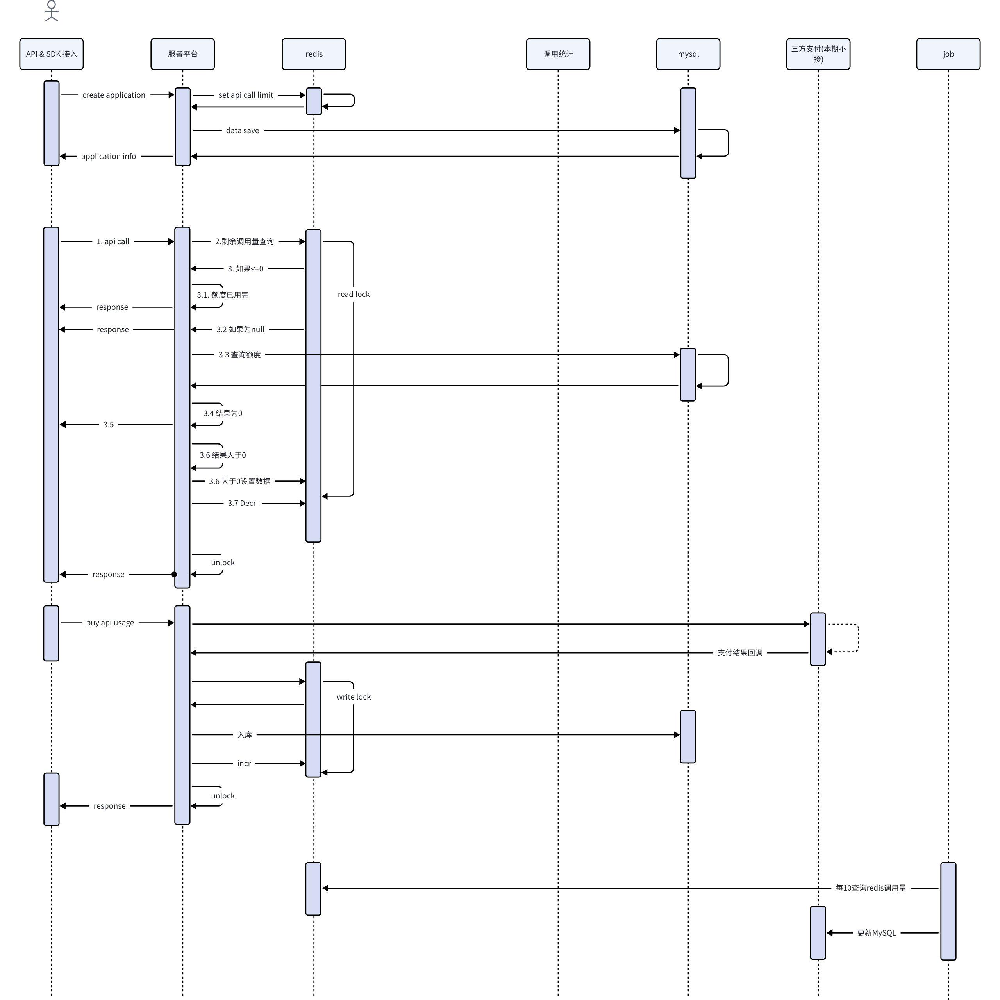 API & SDK 接入
服者平台
redis
调用统计
mysql
三方支付(本期不
接)
job
create application
set api call limit
data save
application info
1. api call
2.剩余调用量查询
3. 如果<=0
read lock
3.1. 额度已用完
response
response
3.2 如果为null
3.3 查询额度
3.4 结果为0
3.5
3.6 结果大于0
3.6 大于0设置数据
3.7 Decr
unlock
response
buy api usage
支付结果回调
write lock
入库
incr
unlock
response
每10查询redis调用量
更新MySQL